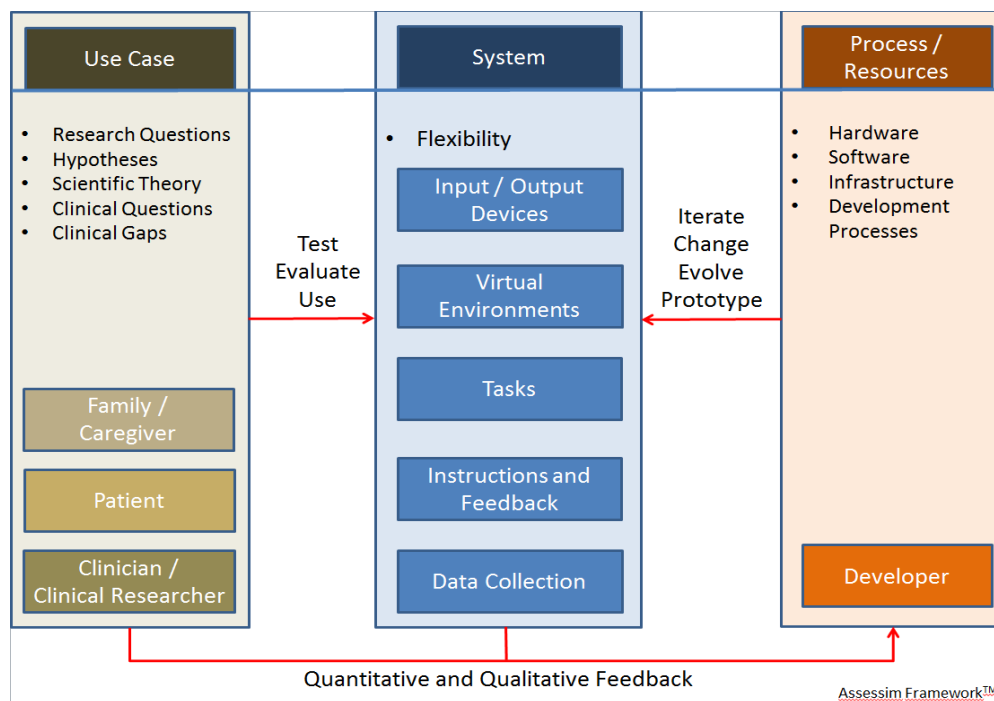 Use Case
• Research Questions
• Hypotheses
• Scientific Theory
• Clinical Questions
• Clinical Gaps
Family /
Caregiver
Patient
Clinician /
Clinical Researcher
Test
Evaluate
Use
System
• Flexibility
Input / Output
Devices
Virtual
Environments
Tasks
Instructions and
Feedback
Data Collection
Iterate
Change
Evolve
Prototype
Process /
Resources
• Hardware
• Software
• Infrastructure
• Development
Processes
Developer
Quantitative and Qualitative Feedback
Assessim Framework™